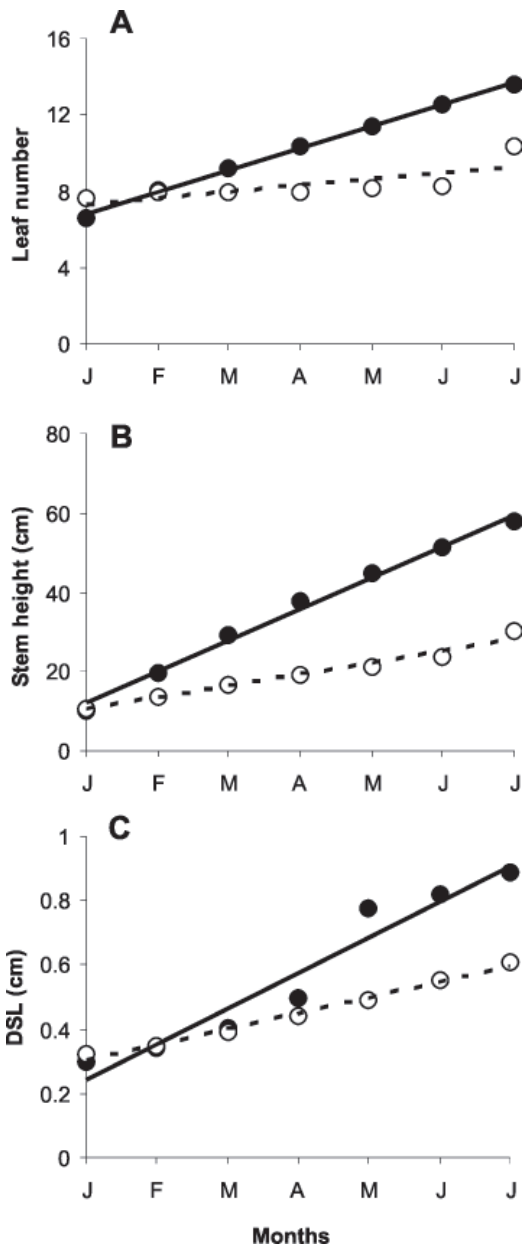 A
16
12
8
4
0
Leaf number
J F M A M J J
B
80
60
40
20
0
Stem height (cm)
J F M A M J J
C
1
0.8
0.6
0.4
0.2
0
DSL (cm)
J F M A M J J
Months